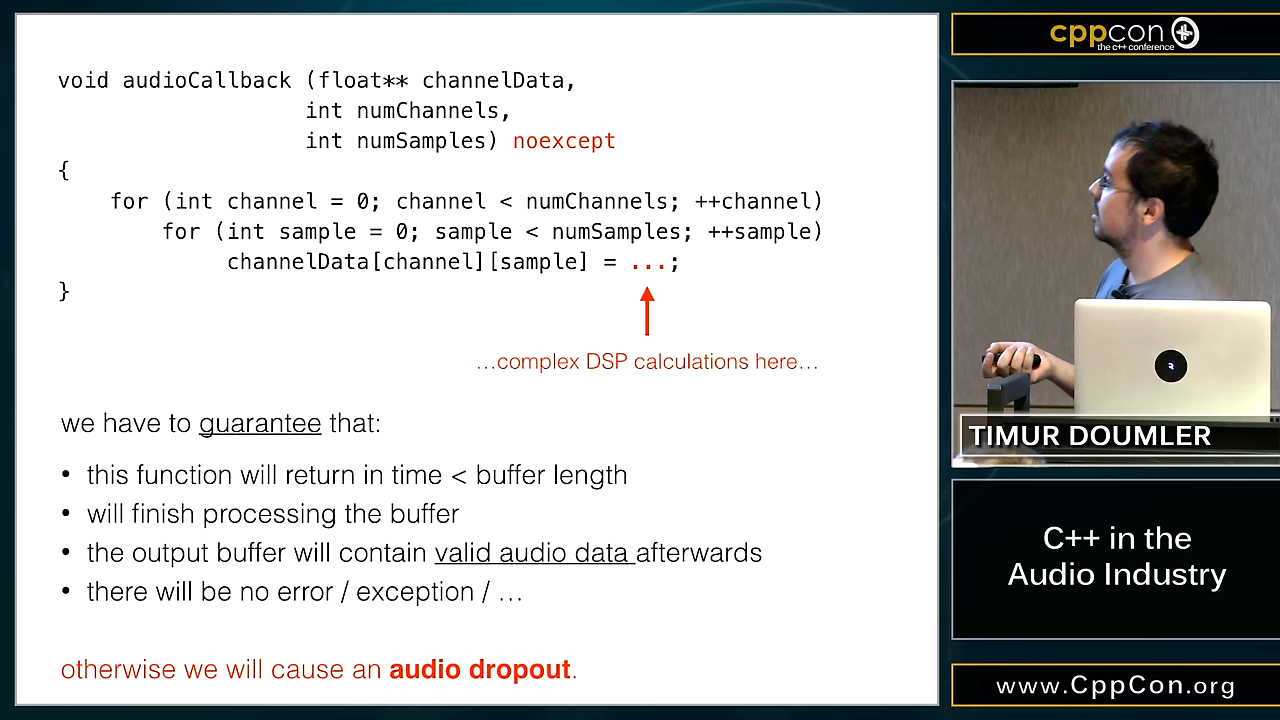 void audioCallback (float** channelData,
int numChannels,
int numSamples) noexcept
{
for (int channel = 0; channel < numChannels; ++channel)
for (int sample = 0; sample < numSamples; ++sample)
channelData[channel][sample] = ...;
}
...complex DSP calculations here...
we have to guarantee that:
• this function will return in time < buffer length
• will finish processing the buffer
• the output buffer will contain valid audio data afterwards
• there will be no error / exception / ...
otherwise we will cause an audio dropout.
cppcon
the c++ conference
TIMUR DOUMLER
C++ in the
Audio Industry
www.CppCon.org